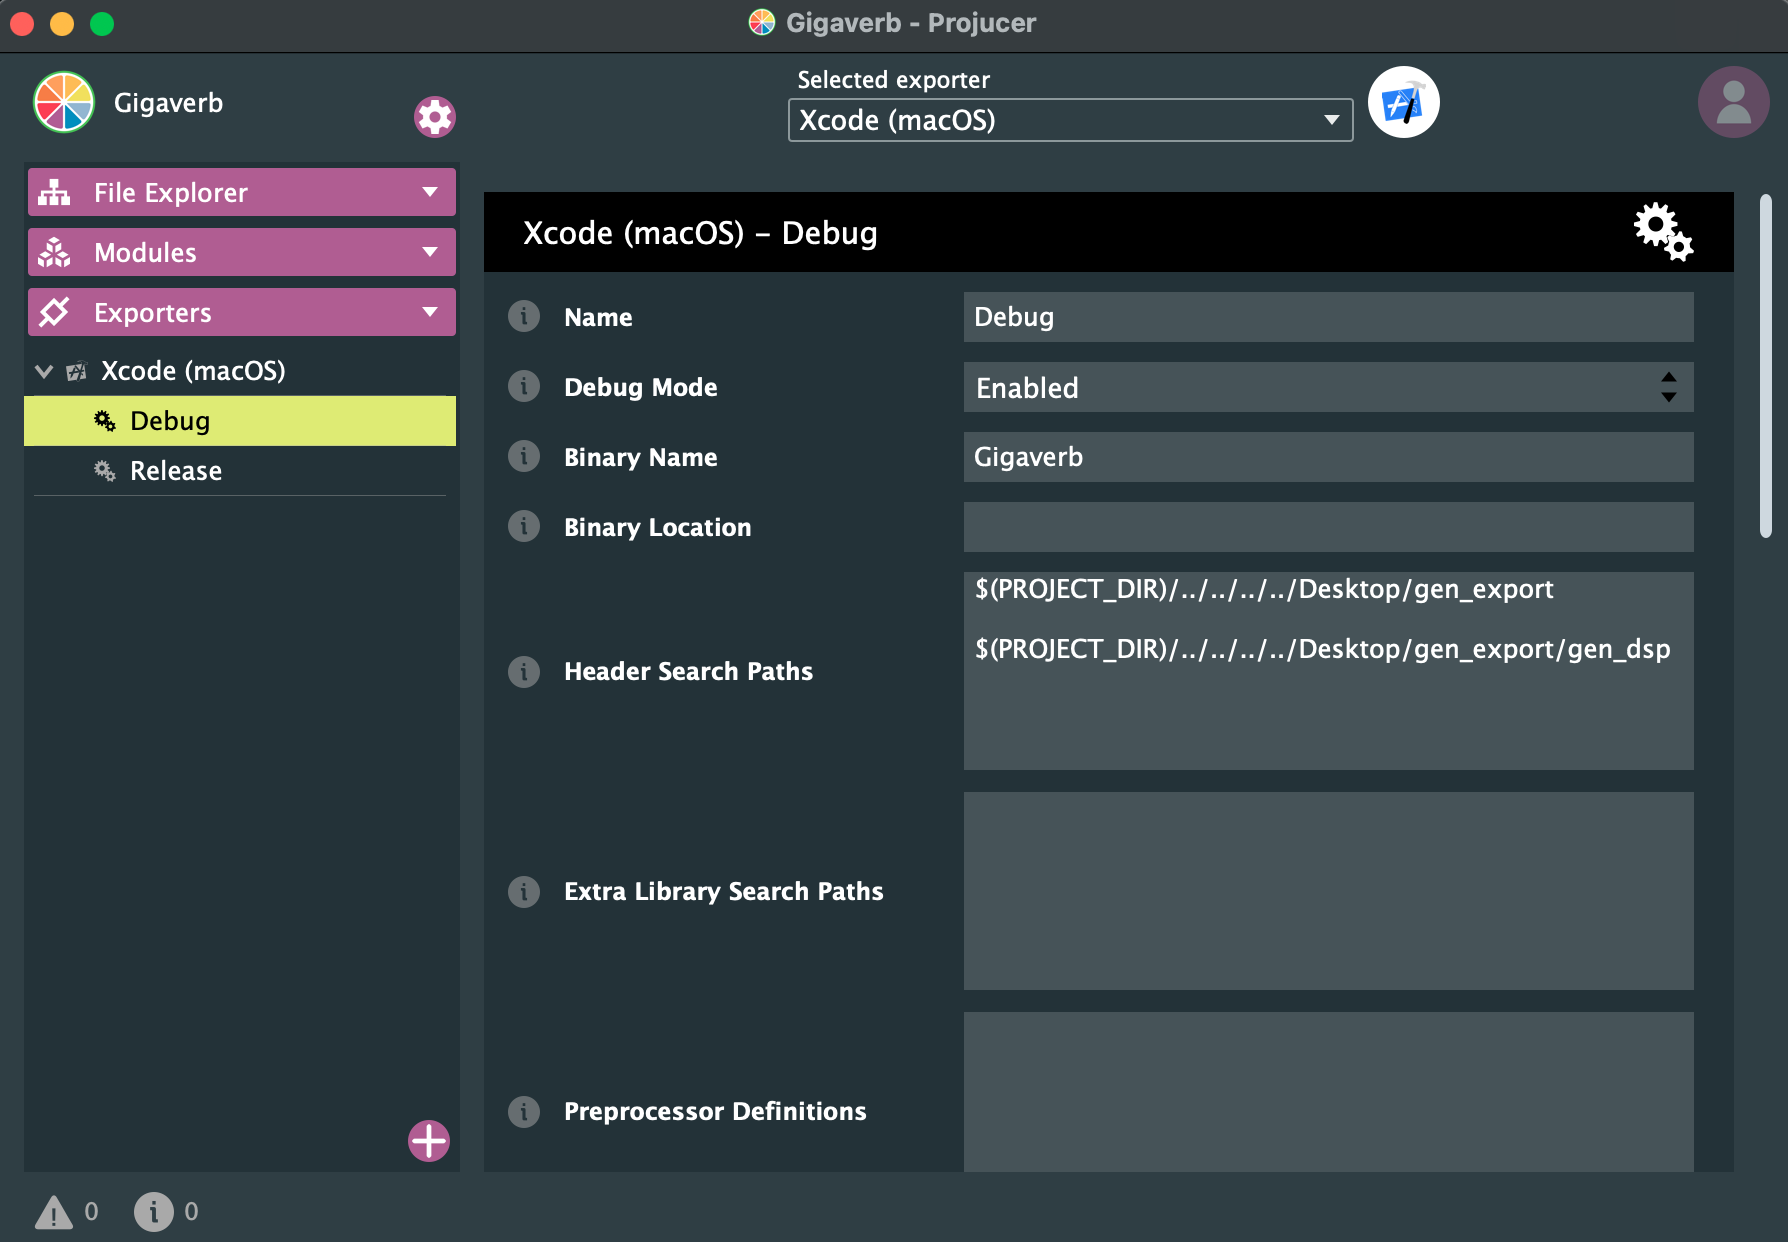 Gigaverb - Projucer
Gigaverb
Selected exporter
Xcode (macOS)
File Explorer
Modules
Exporters
Xcode (macOS)
Debug
Release
Xcode (macOS) – Debug
Name
Debug
Debug Mode
Enabled
Binary Name
Gigaverb
Binary Location
Header Search Paths
$(PROJECT_DIR)/../../../../Desktop/gen_export
$(PROJECT_DIR)/../../../../Desktop/gen_export/gen_dsp
Extra Library Search Paths
Preprocessor Definitions
0
0